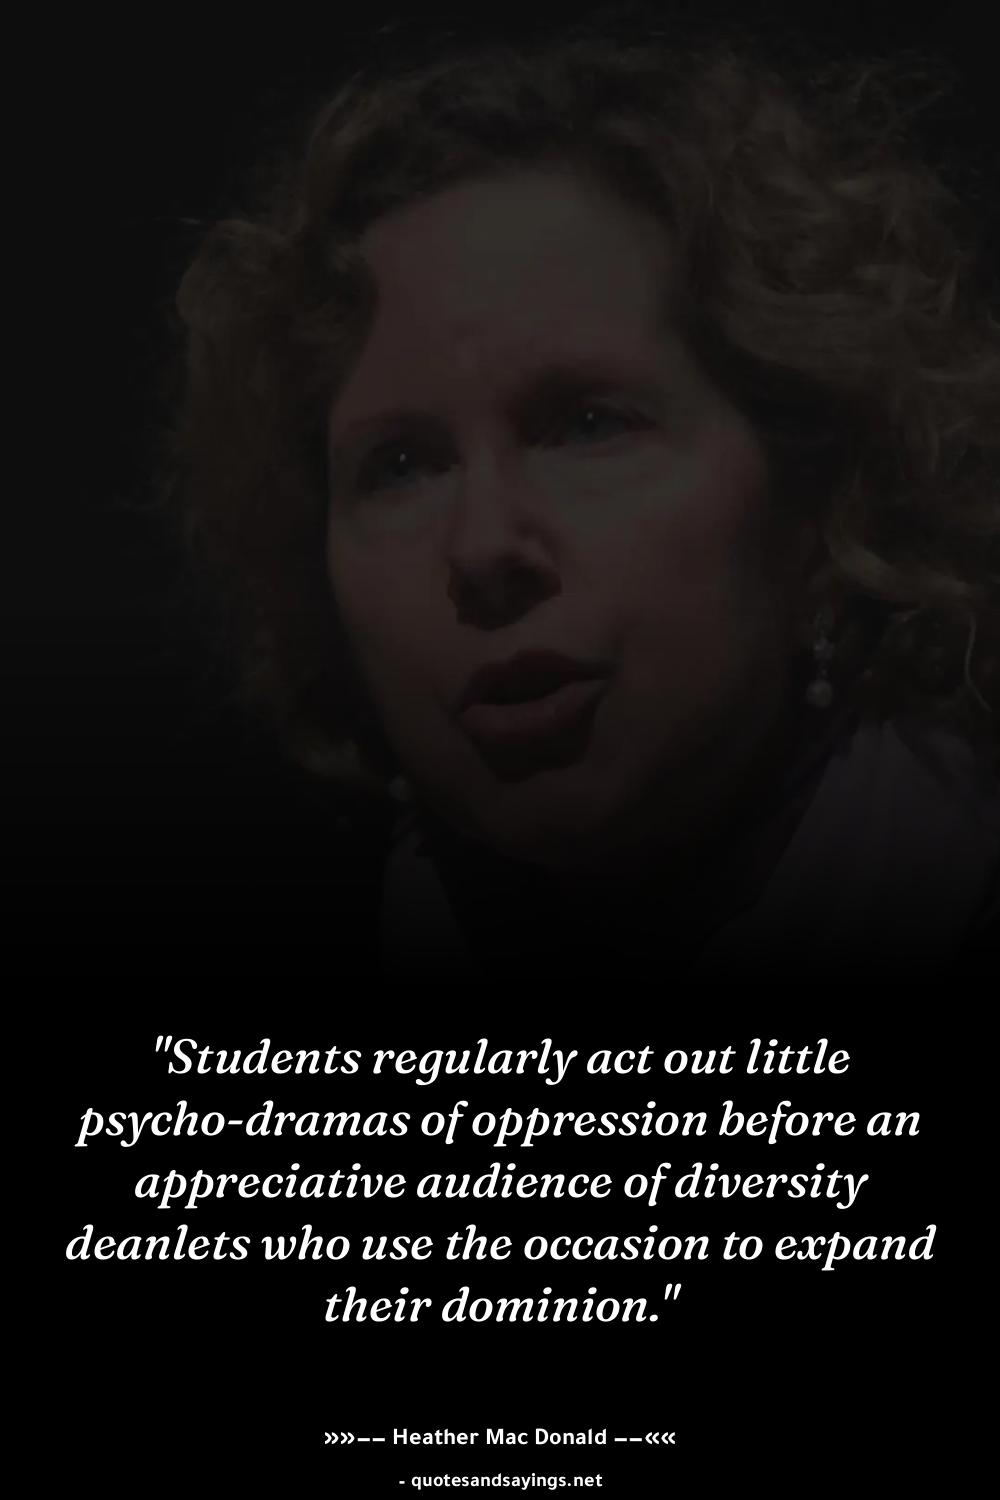 "Students regularly act out little
psycho-dramas of oppression before an
appreciative audience of diversity
deanlets who use the occasion to expand
their dominion."
»»–– Heather Mac Donald ––««
- quotesandsayings.net